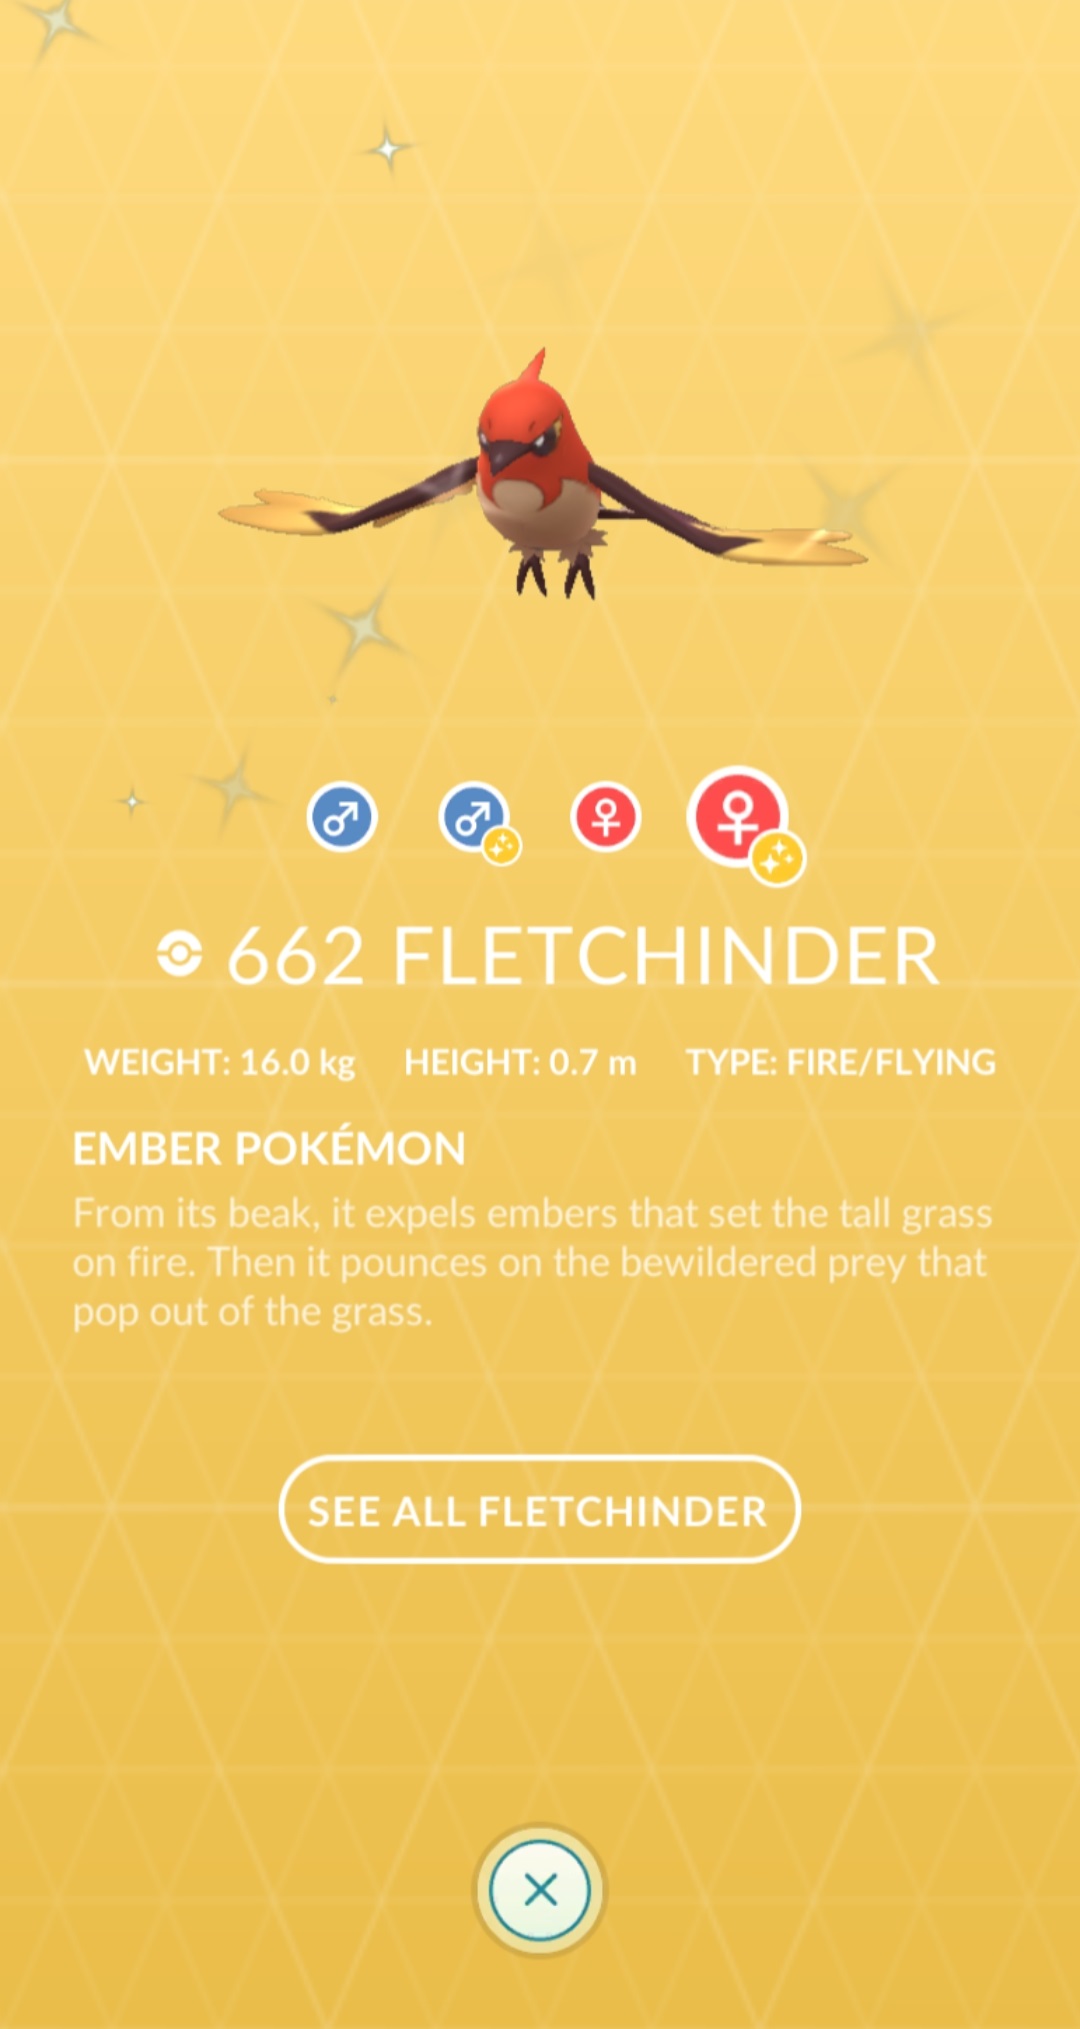 662 FLETCHINDER
WEIGHT: 16.0 kg HEIGHT: 0.7 m TYPE: FIRE/FLYING
EMBER POKÉMON
From its beak, it expels embers that set the tall grass
on fire. Then it pounces on the bewildered prey that
pop out of the grass.
SEE ALL FLETCHINDER